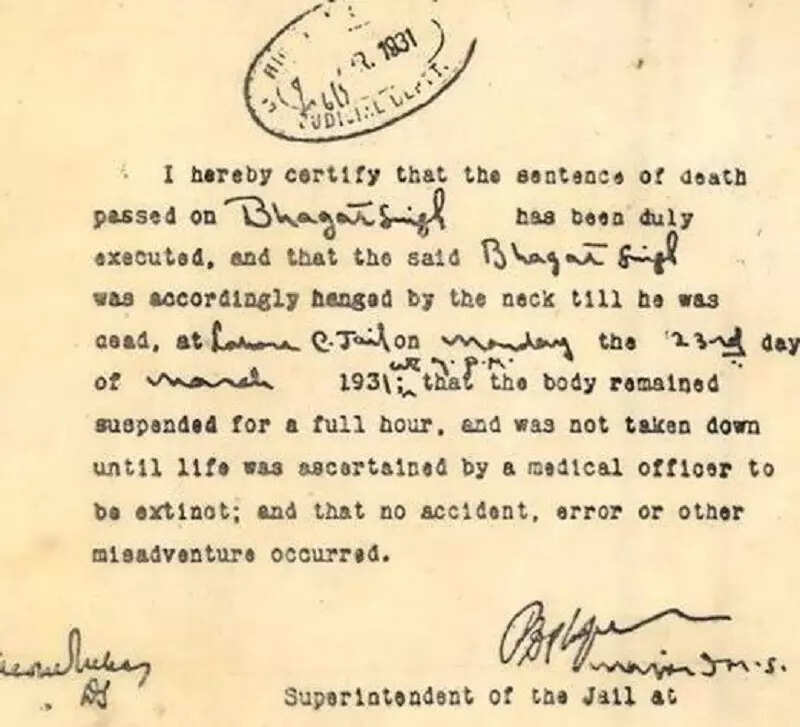 R. 1931
JUDICIAL DEPTT.
I hereby certify that the sentence of death
passed on Bhagat Singh has been duly
executed, and that the said Bhagat Singh
was accordingly hanged by the neck till he was
dead, at Lahore C. Jail on Monday the 23rd day
at 7. p.m.
of March 1931; that the body remained
suspended for a full hour, and was not taken down
until life was ascertained by a medical officer to
be extinct; and that no accident, error or other
misadventure occurred.
Major I.M.S.
Superintendent of the Jail at